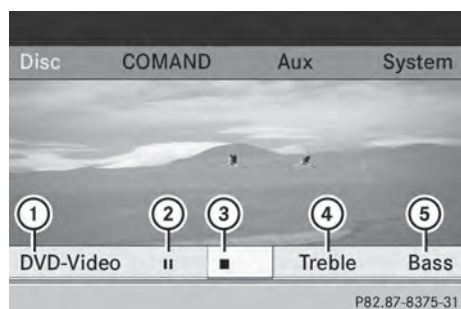 Disc COMAND Aux System
1 2 3 4 5
DVD-Video Treble Bass
P82.87-8375-31